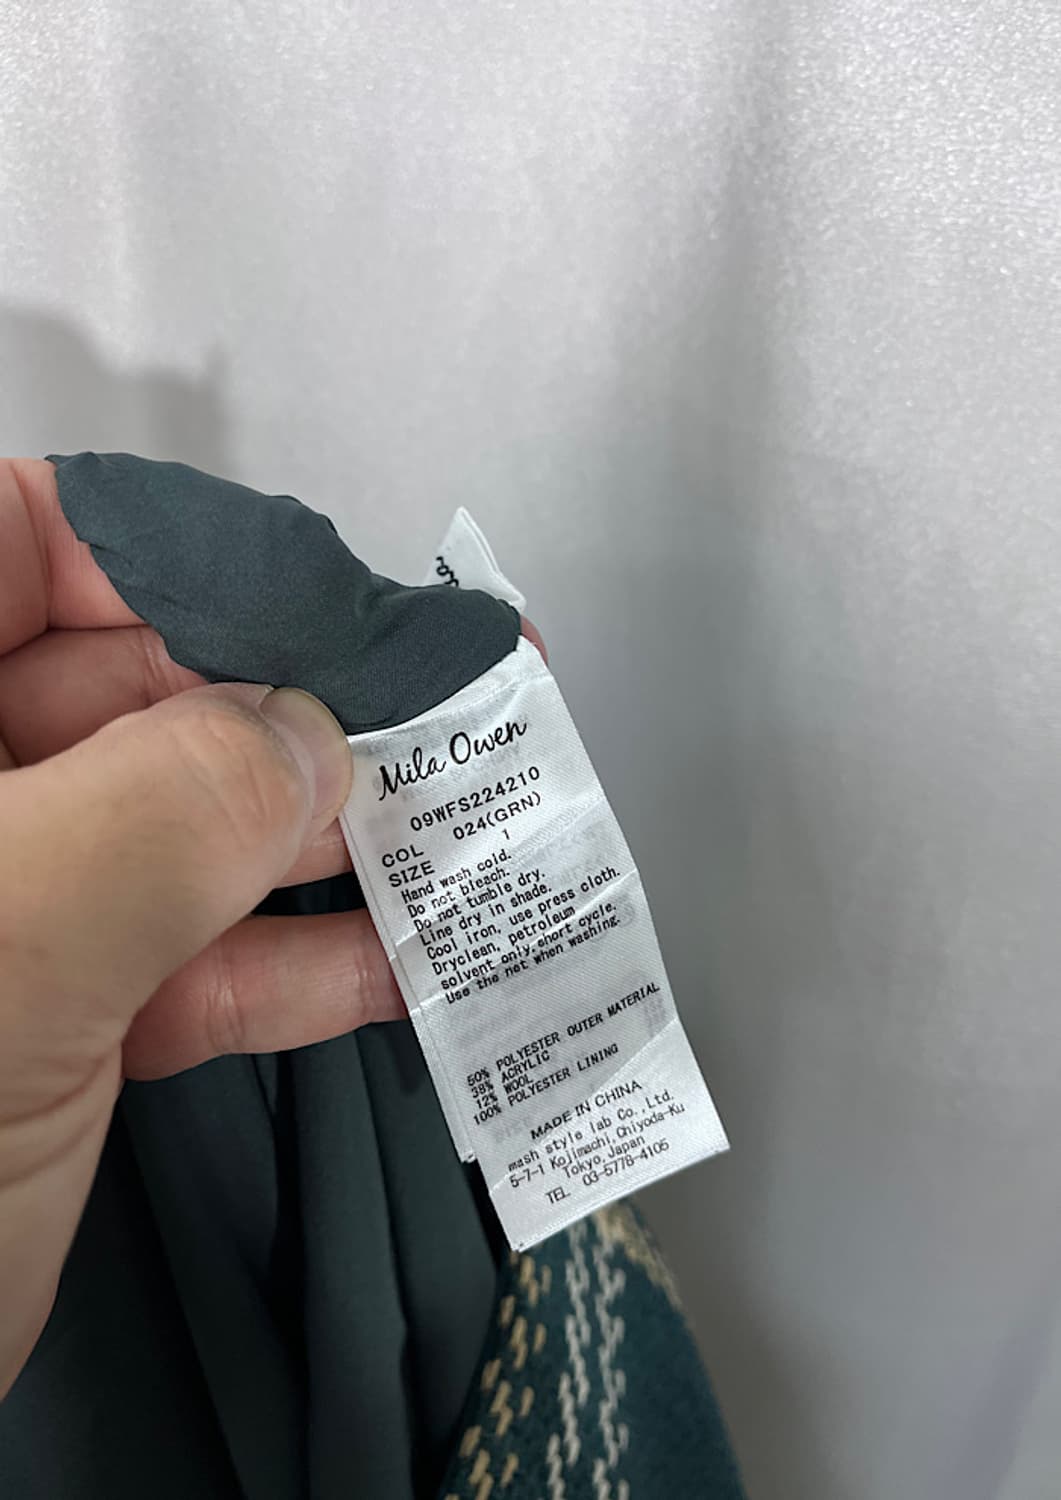 Mila Owen
09WFS224210
COL 024(GRN)
SIZE 1
Hand wash cold.
Do not bleach.
Do not tumble dry.
Line dry in shade.
Cool iron, use press cloth.
Dryclean, petroleum
solvent only, short cycle.
Use the net when washing.
50% POLYESTER OUTER MATERIAL
38% ACRYLIC
12% WOOL
100% POLYESTER LINING
MADE IN CHINA
mash style lab Co.,Ltd.
5-7-1 Kojimachi, Chiyoda-Ku
Tokyo, Japan
TEL 03-5778-4105